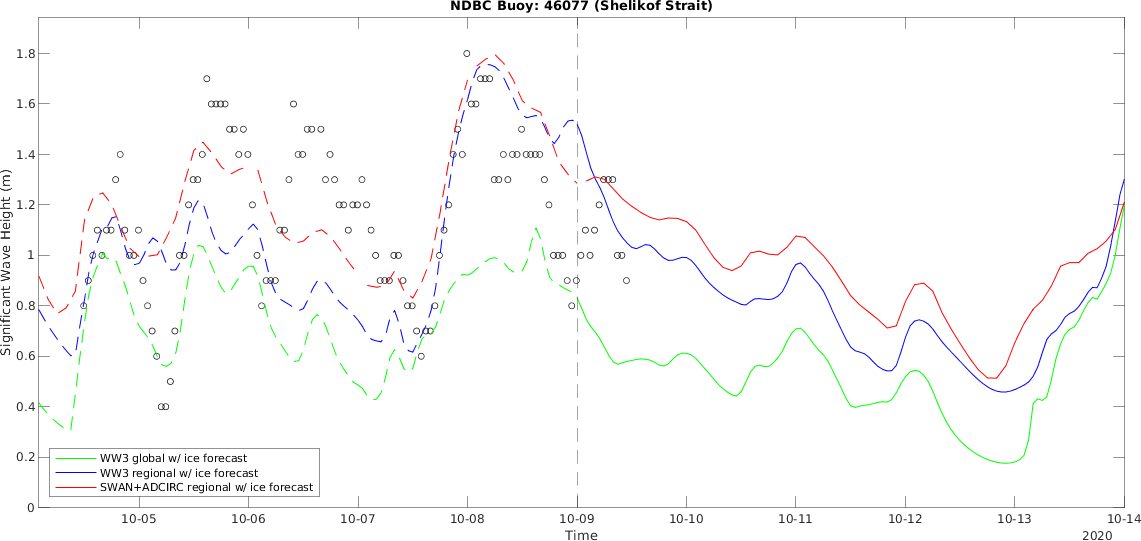 NDBC Buoy: 46077 (Shelikof Strait)
Significant Wave Height (m)
1.8
1.6
1.4
1.2
1
0.8
0.6
0.4
0.2
0
WW3 global w/ ice forecast
WW3 regional w/ ice forecast
SWAN+ADCIRC regional w/ ice forecast
10-05 10-06 10-07 10-08 10-09 10-10 10-11 10-12 10-13 10-14
Time
2020